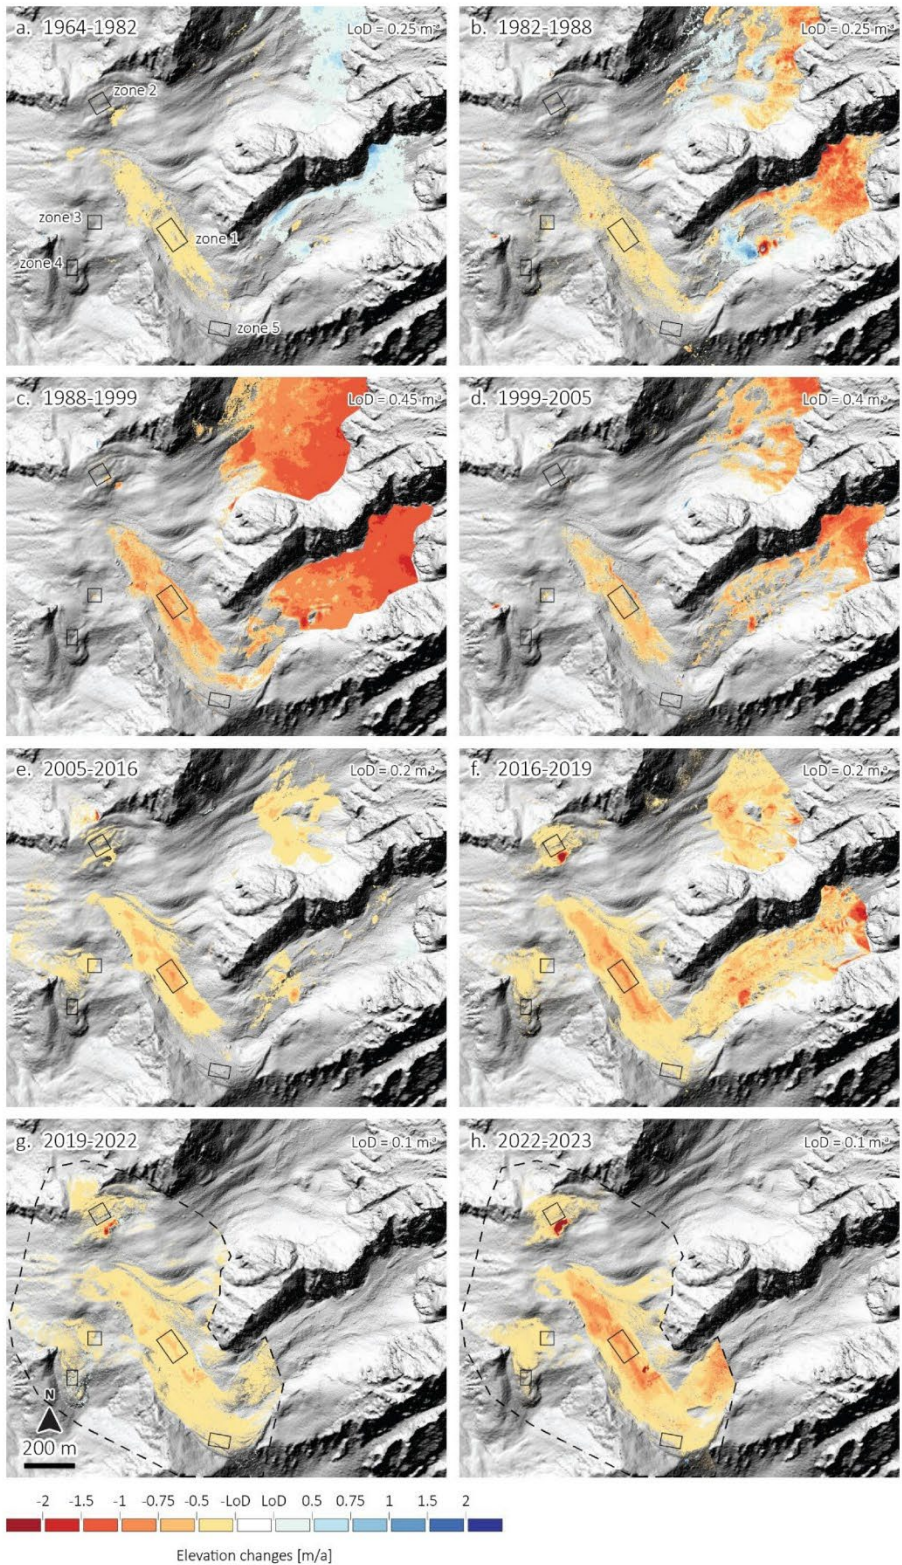 a. 1964-1982
LoD = 0.25 m
zone 2
zone 3
zone 1
zone 4
zone 5
b. 1982-1988
LoD = 0.25 m
c. 1988-1999
LoD = 0.45 m
d. 1999-2005
LoD = 0.4 m
e. 2005-2016
LoD = 0.2 m
f. 2016-2019
LoD = 0.2 m
g. 2019-2022
LoD = 0.1 m
N
200 m
h. 2022-2023
LoD = 0.1 m
-2 -1.5 -1 -0.75 -0.5 -LoD LoD 0.5 0.75 1 1.5 2
Elevation changes [m/a]